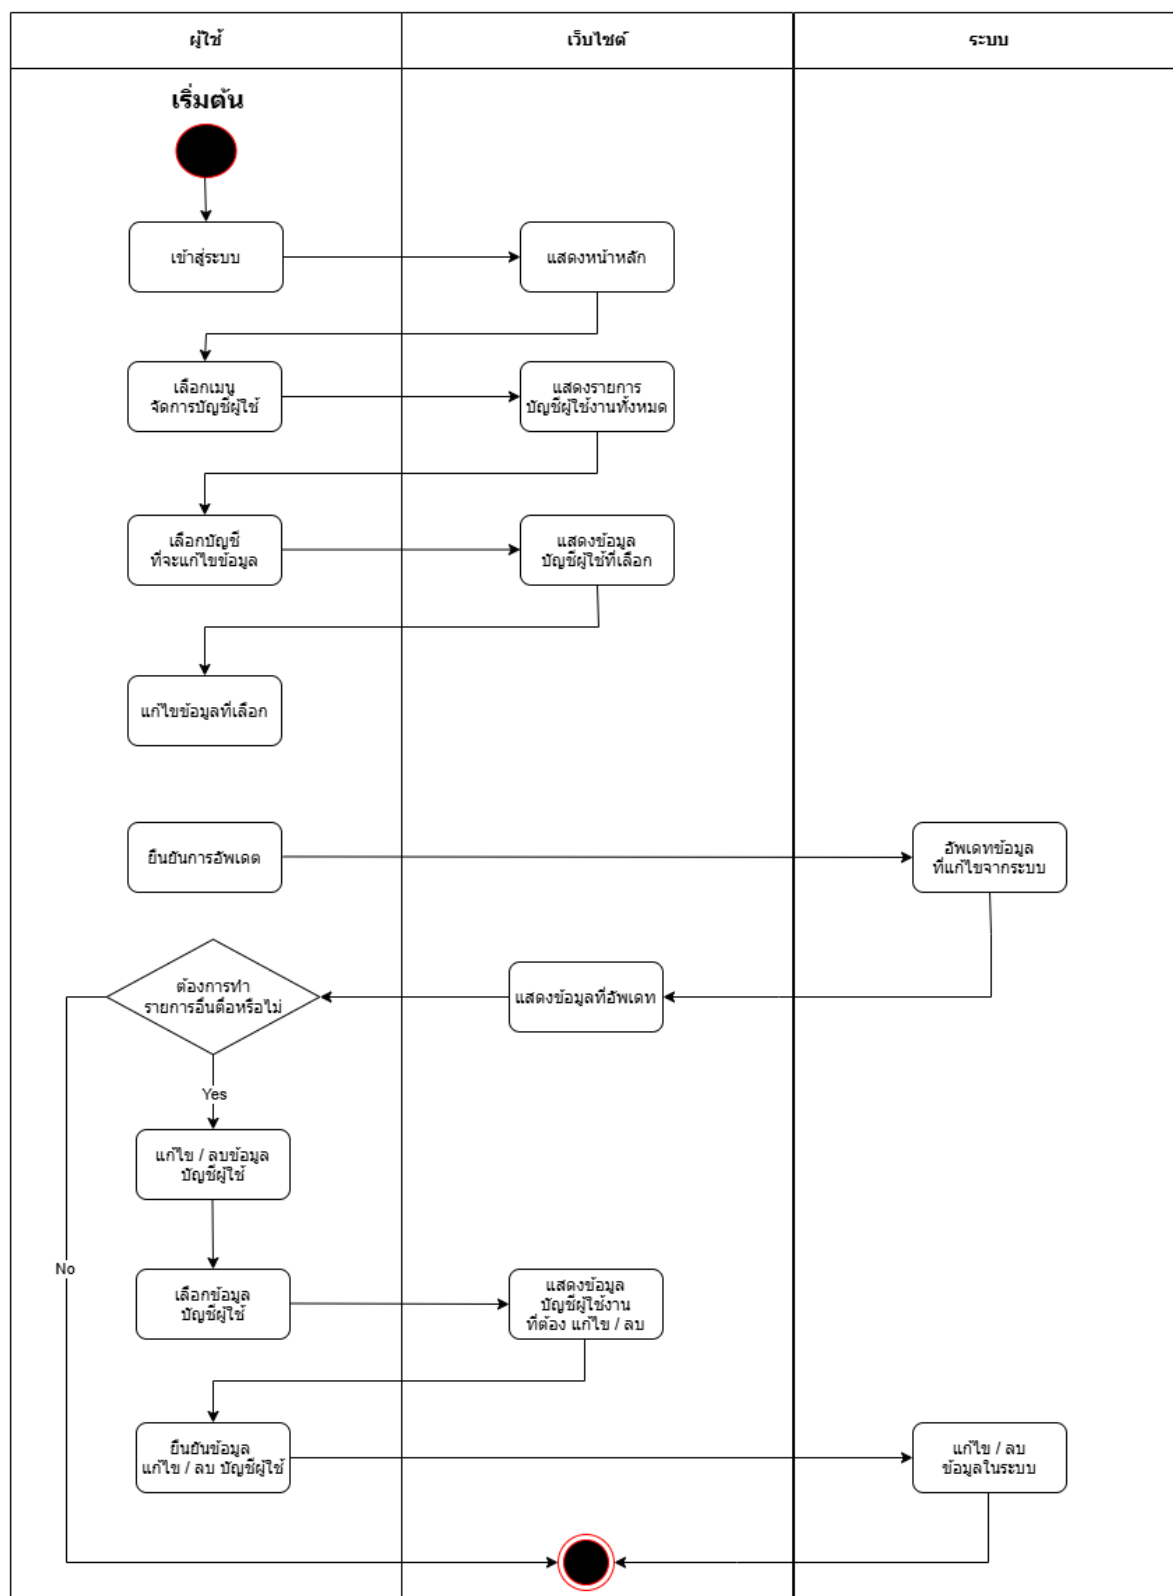 ผู้ใช้
เว็บไซต์
ระบบ
เริ่มต้น
เข้าสู่ระบบ
แสดงหน้าหลัก
เลือกเมนู
จัดการบัญชีผู้ใช้
แสดงรายการ
บัญชีผู้ใช้งานทั้งหมด
เลือกบัญชี
ที่จะแก้ไขข้อมูล
แสดงข้อมูล
บัญชีผู้ใช้ที่เลือก
แก้ไขข้อมูลที่เลือก
ยืนยันการอัพเดต
อัพเดทข้อมูล
ที่แก้ไขจากระบบ
ต้องการทำ
รายการอื่นต่อหรือไม่
แสดงข้อมูลที่อัพเดท
Yes
แก้ไข / ลบข้อมูล
บัญชีผู้ใช้
No
เลือกข้อมูล
บัญชีผู้ใช้
แสดงข้อมูล
บัญชีผู้ใช้งาน
ที่ต้อง แก้ไข / ลบ
ยืนยันข้อมูล
แก้ไข / ลบ บัญชีผู้ใช้
แก้ไข / ลบ
ข้อมูลในระบบ